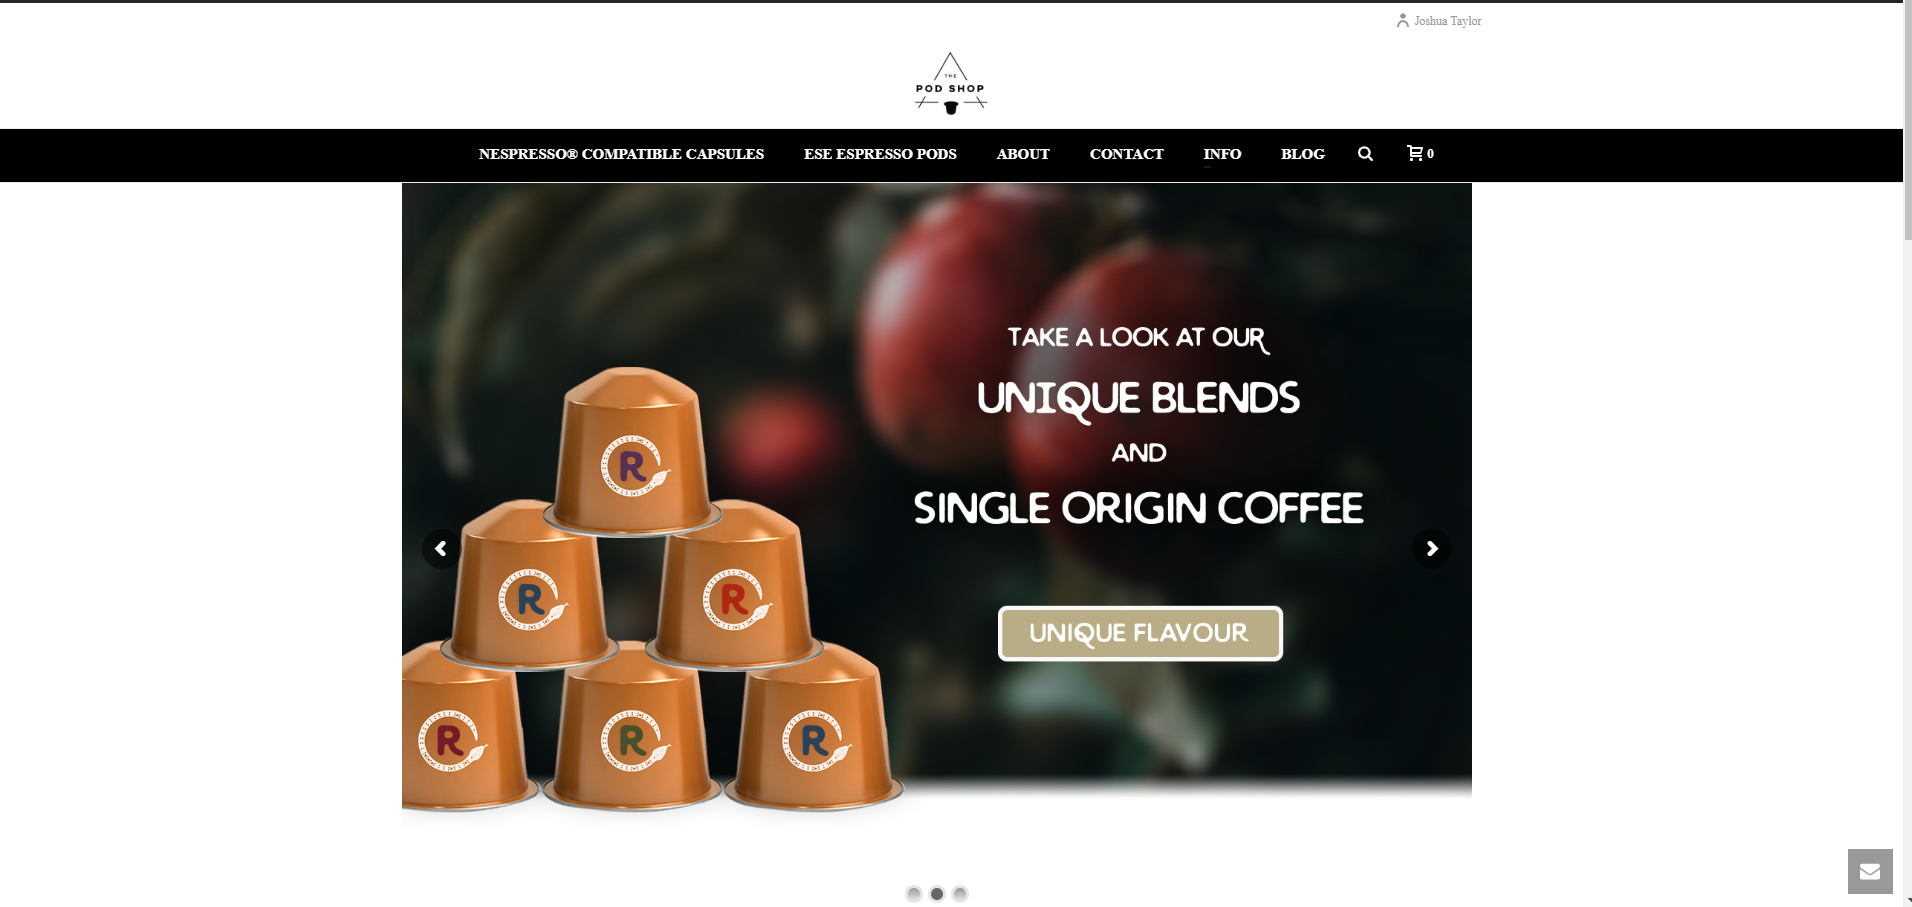 Joshua Taylor
THE
POD SHOP
NESPRESSO® COMPATIBLE CAPSULES ESE ESPRESSO PODS ABOUT CONTACT INFO BLOG 0
TAKE A LOOK AT OUR
UNIQUE BLENDS
AND
SINGLE ORIGIN COFFEE
UNIQUE FLAVOUR
R
R R
R R R